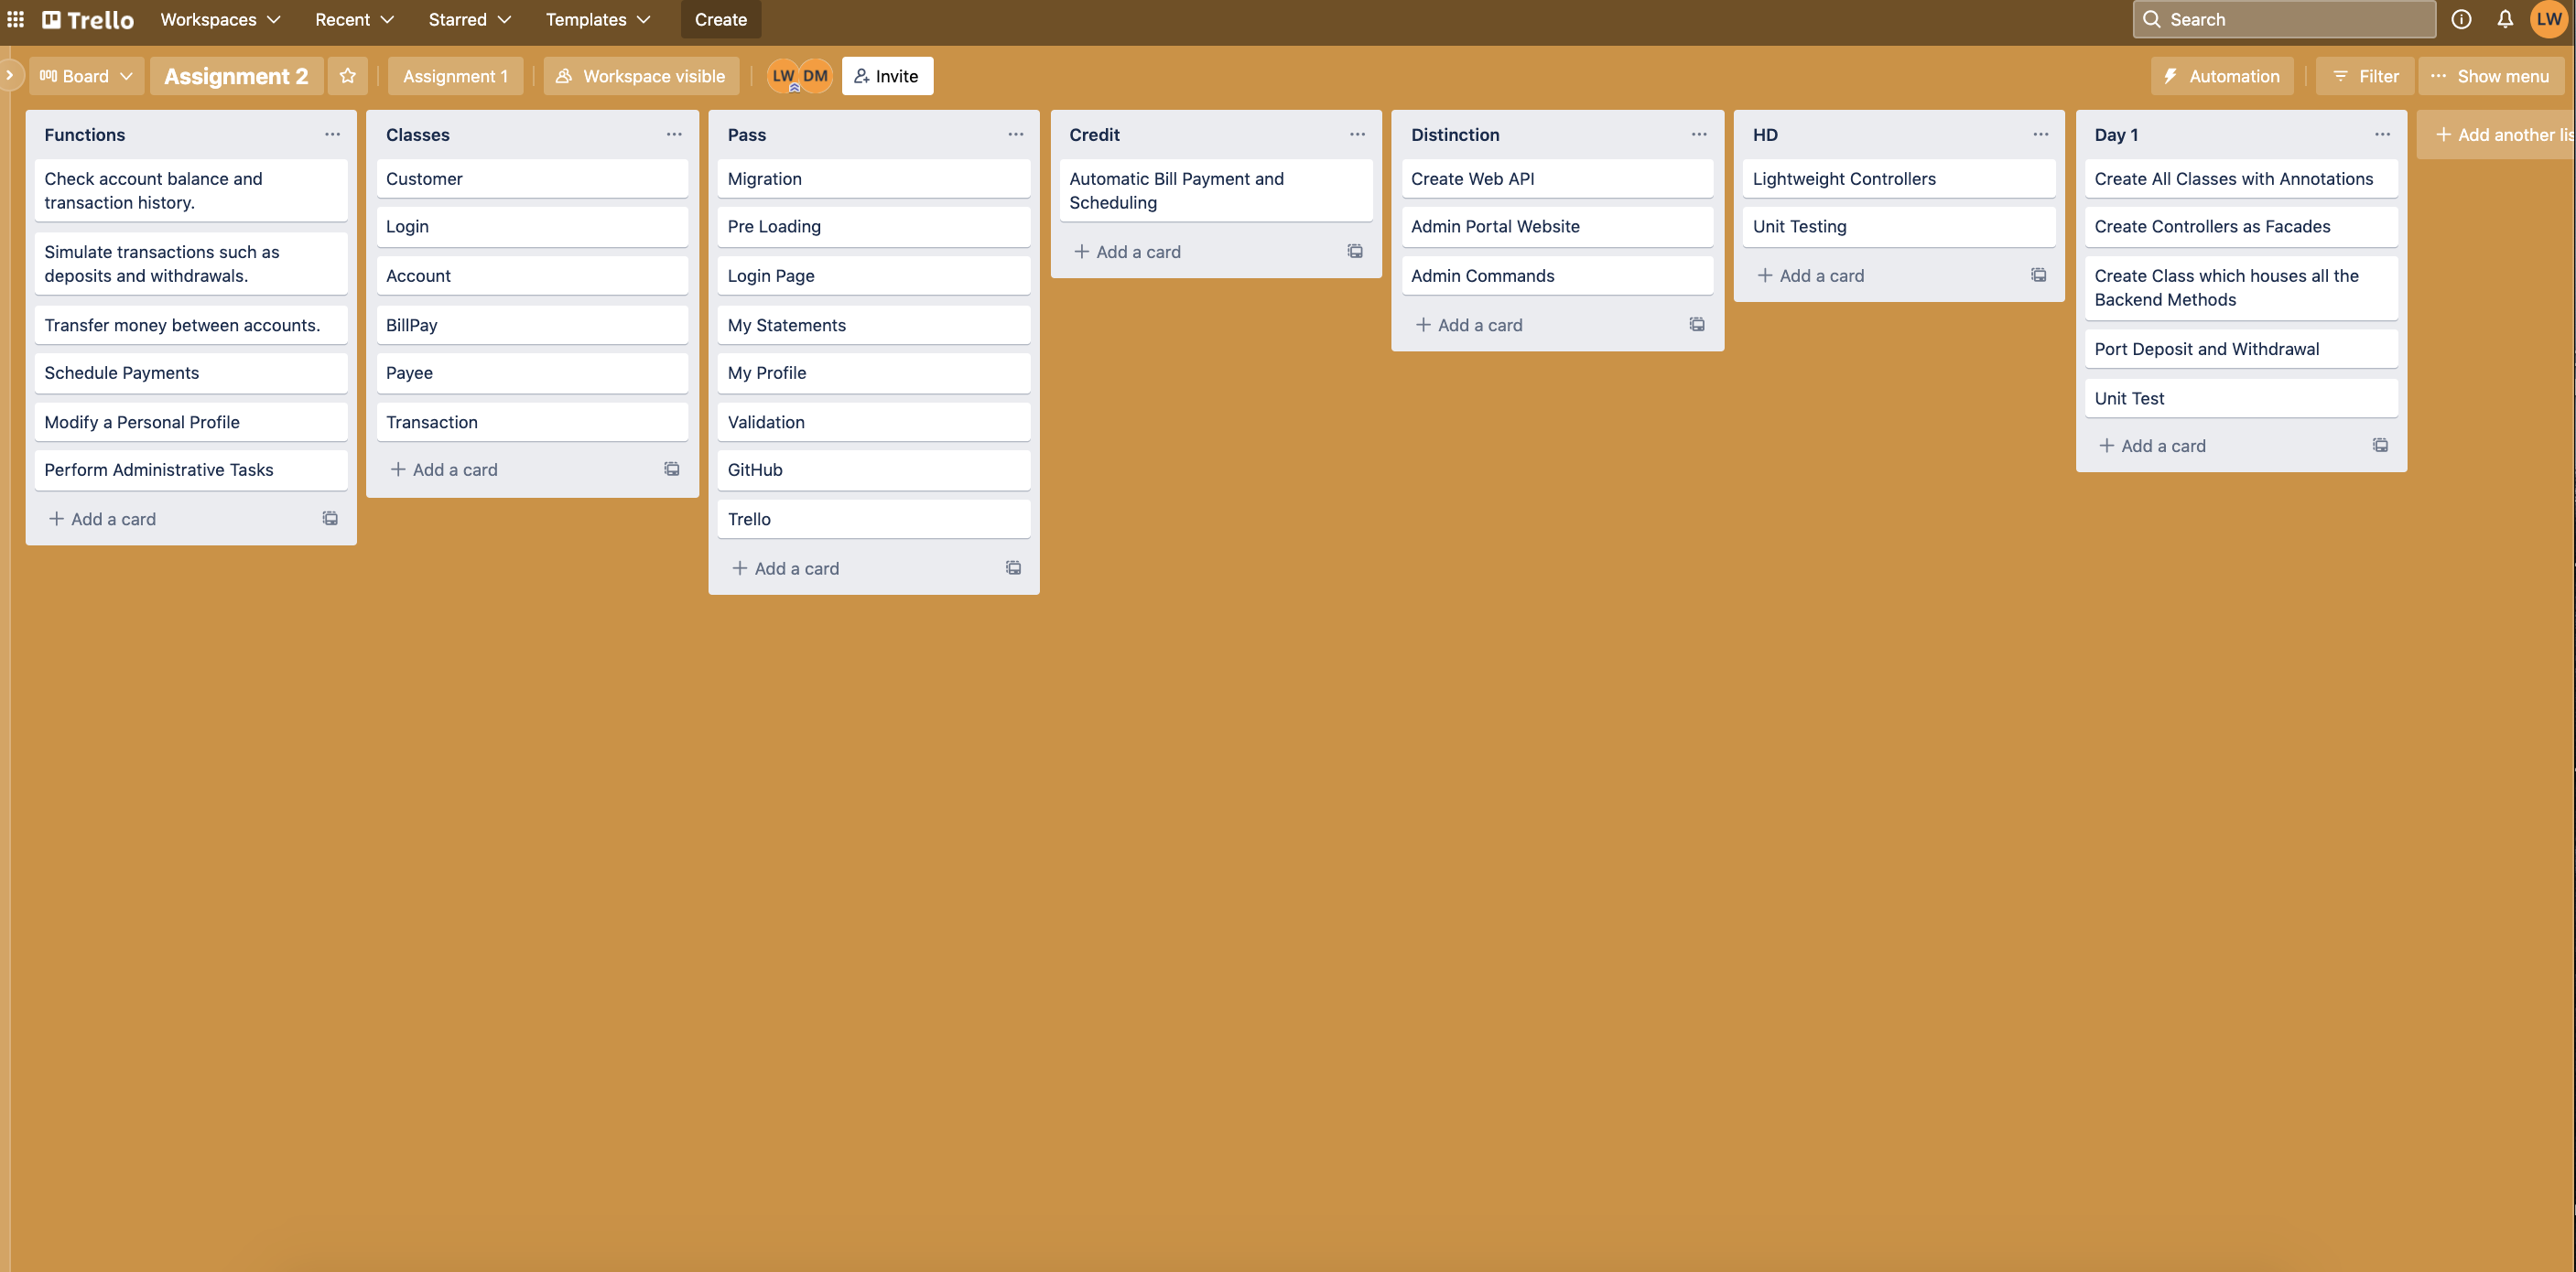 Trello
Workspaces
Recent
Starred
Templates
Create
Search
LW
Board
Assignment 2
Assignment 1
Workspace visible
LW
DM
Invite
Automation
Filter
Show menu
Functions
Check account balance and
transaction history.
Simulate transactions such as
deposits and withdrawals.
Transfer money between accounts.
Schedule Payments
Modify a Personal Profile
Perform Administrative Tasks
Add a card
Classes
Customer
Login
Account
BillPay
Payee
Transaction
Add a card
Pass
Migration
Pre Loading
Login Page
My Statements
My Profile
Validation
GitHub
Trello
Add a card
Credit
Automatic Bill Payment and
Scheduling
Add a card
Distinction
Create Web API
Admin Portal Website
Admin Commands
Add a card
HD
Lightweight Controllers
Unit Testing
Add a card
Day 1
Create All Classes with Annotations
Create Controllers as Facades
Create Class which houses all the
Backend Methods
Port Deposit and Withdrawal
Unit Test
Add a card
Add another lis